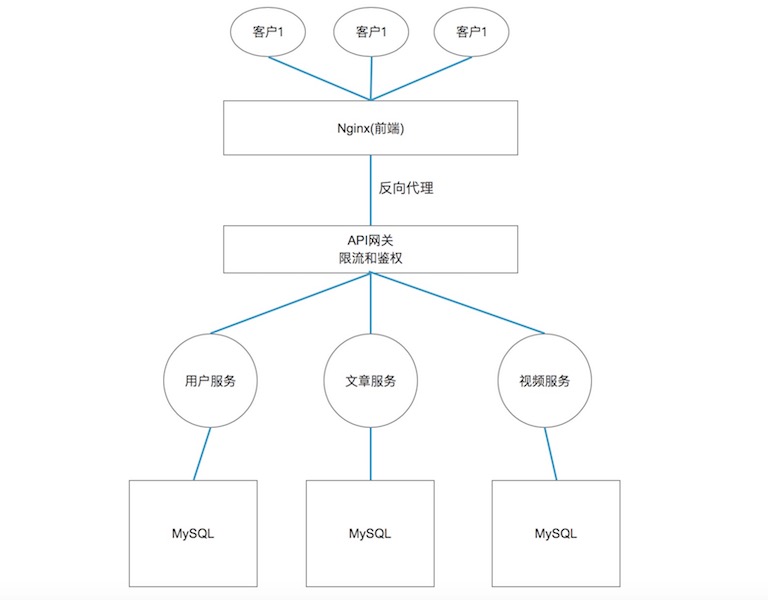 客户1
客户1
客户1
Nginx(前端)
反向代理
API网关
限流和鉴权
用户服务
文章服务
视频服务
MySQL
MySQL
MySQL